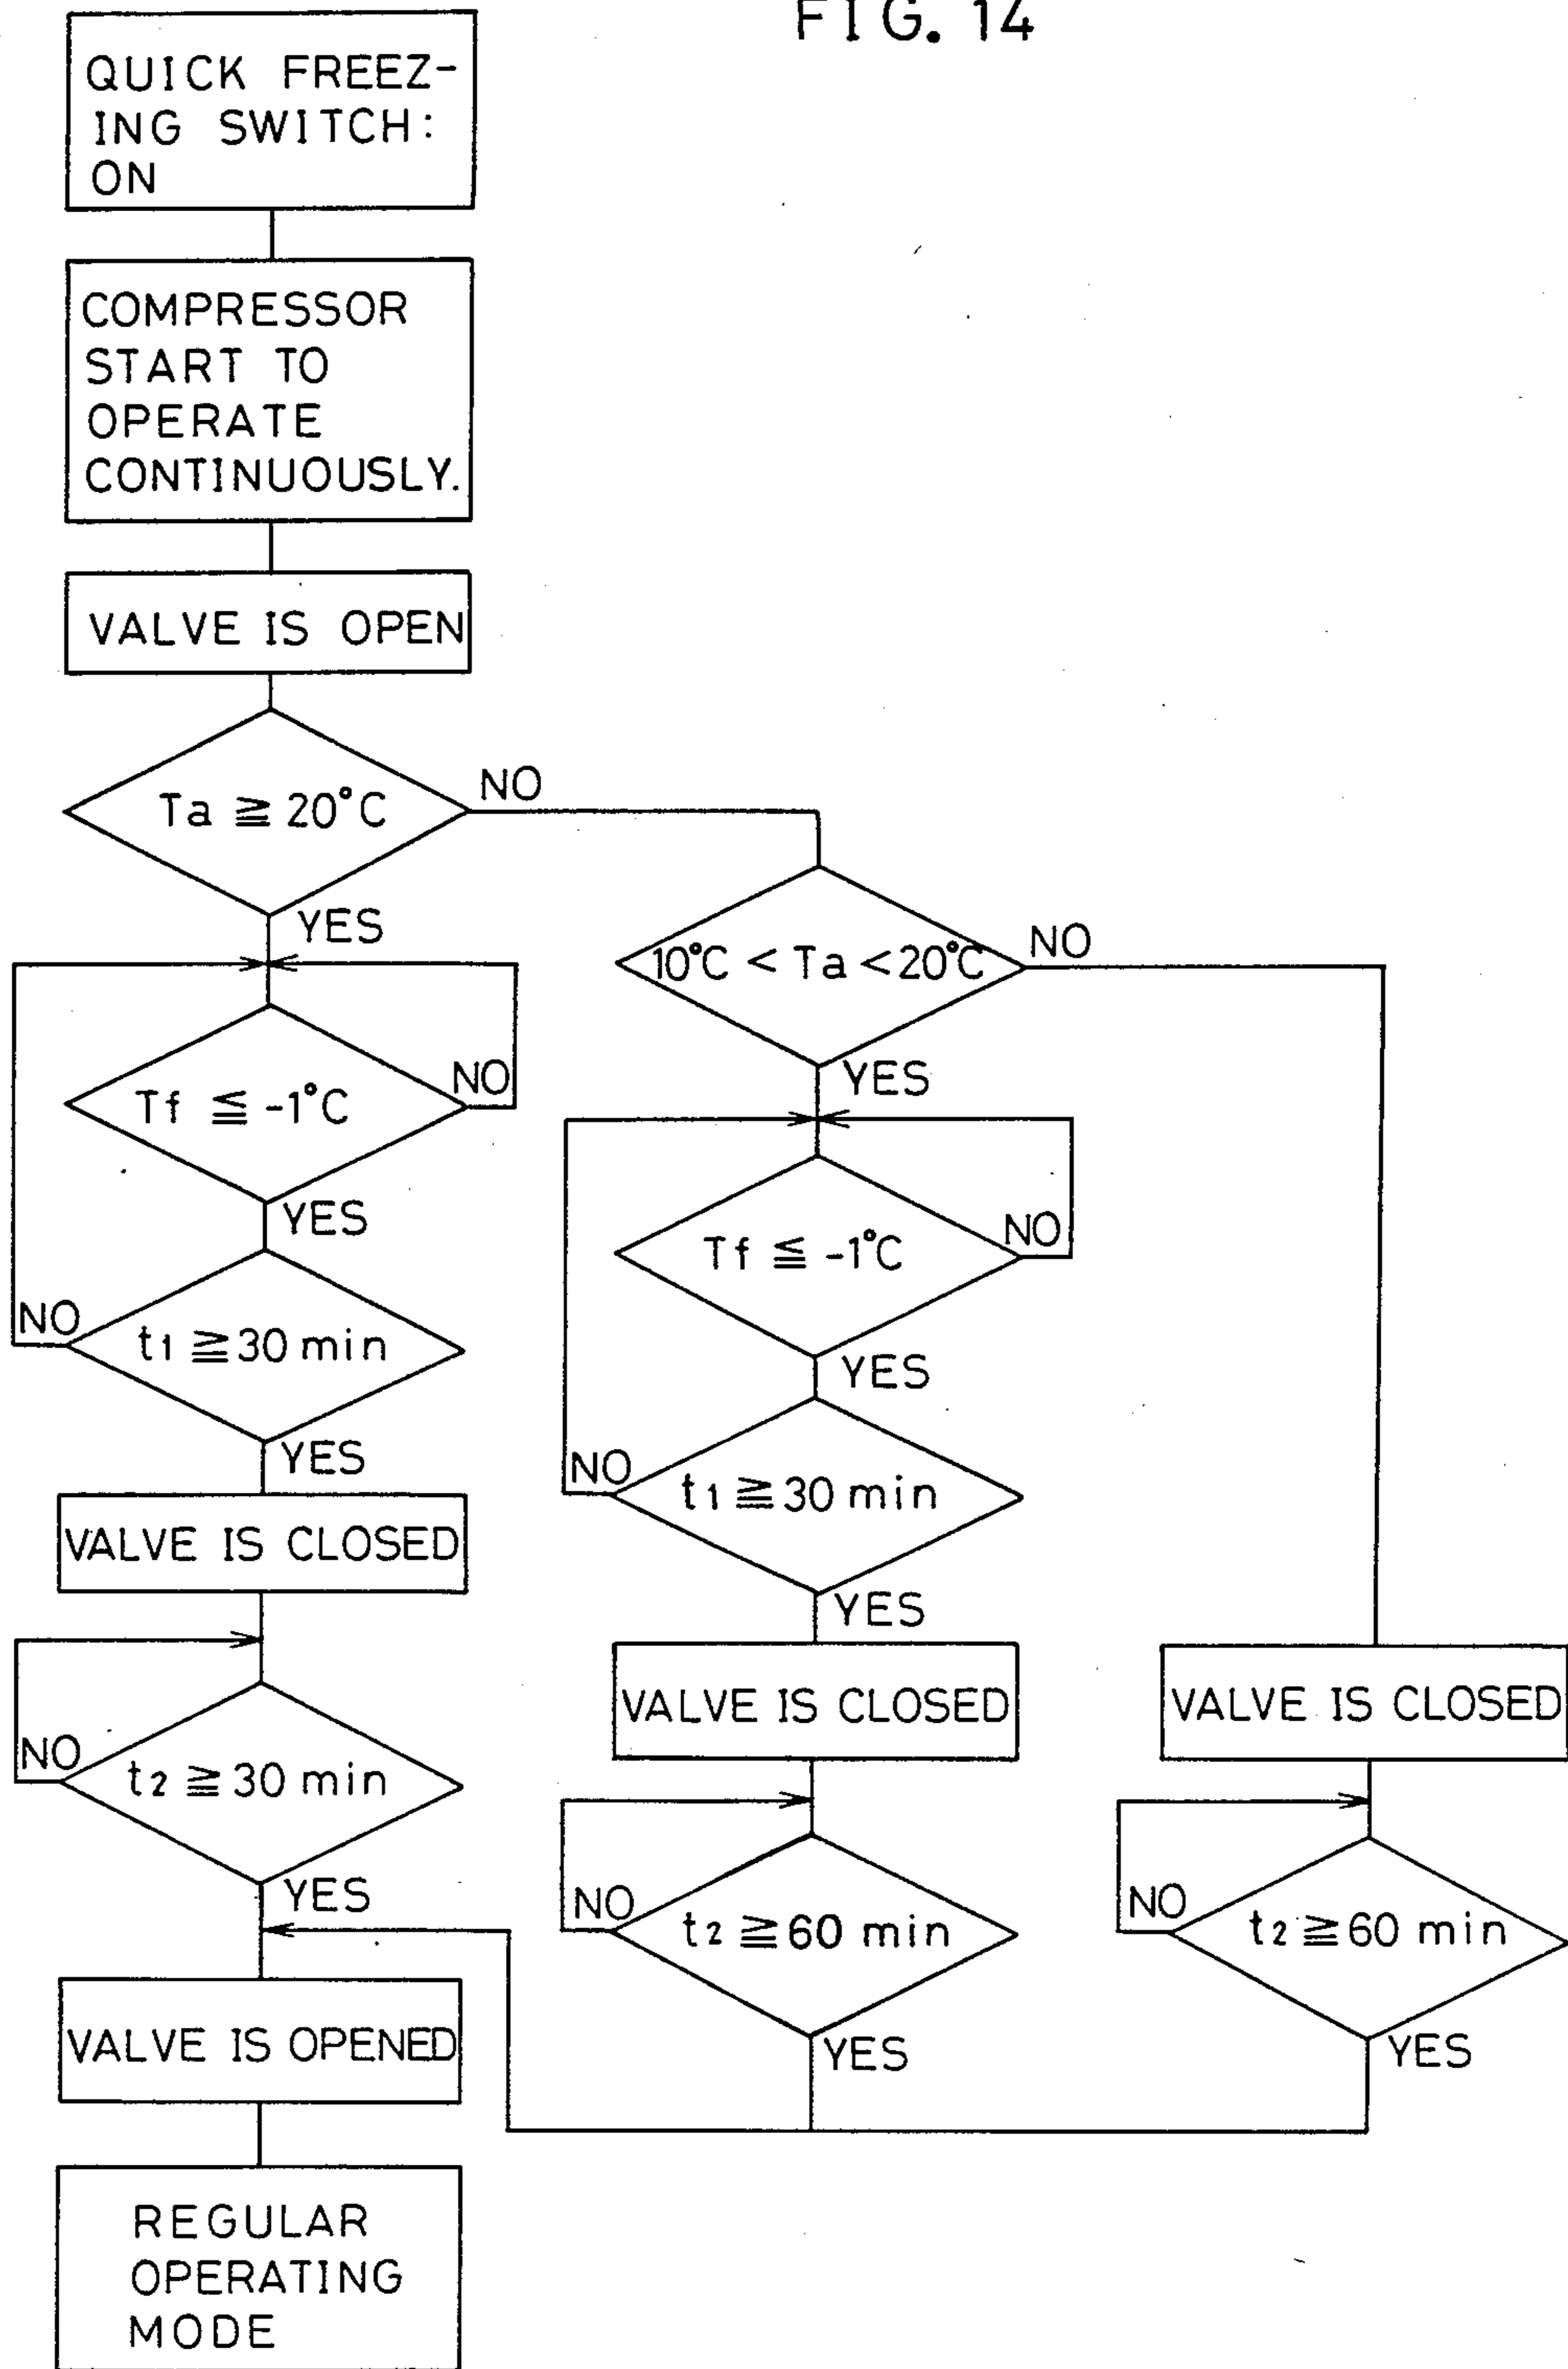 FIG. 14
QUICK FREEZ-
ING SWITCH:
ON
COMPRESSOR
START TO
OPERATE
CONTINUOUSLY.
VALVE IS OPEN
Ta ≧ 20°C
NO
YES
Tf ≦ -1°C
NO
YES
t1 ≧ 30 min
NO
YES
VALVE IS CLOSED
t2 ≧ 30 min
NO
YES
VALVE IS OPENED
REGULAR
OPERATING
MODE
10°C < Ta < 20°C
NO
YES
Tf ≦ -1°C
NO
YES
t1 ≧ 30 min
NO
YES
VALVE IS CLOSED
NO
t2 ≧ 60 min
YES
VALVE IS CLOSED
NO
t2 ≧ 60 min
YES